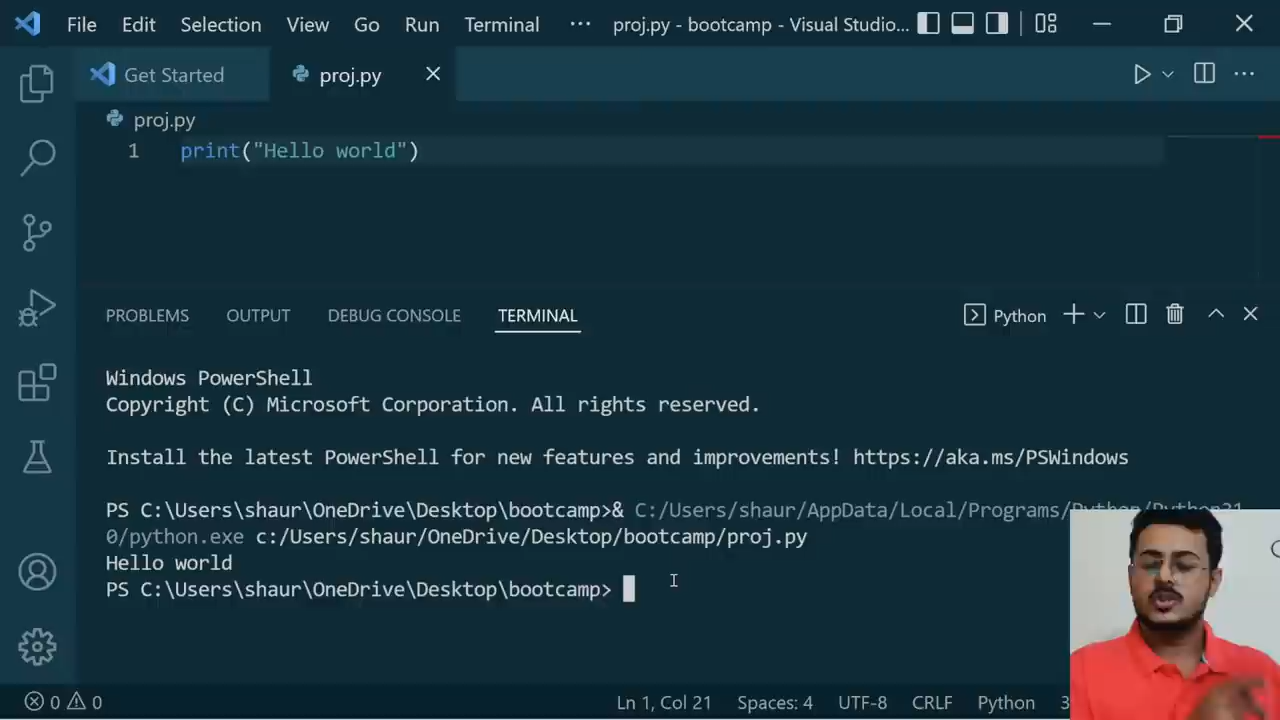 File Edit Selection View Go Run Terminal ··· proj.py - bootcamp - Visual Studio...
Get Started proj.py
proj.py
1 print("Hello world")
PROBLEMS OUTPUT DEBUG CONSOLE TERMINAL Python
Windows PowerShell
Copyright (C) Microsoft Corporation. All rights reserved.
Install the latest PowerShell for new features and improvements! https://aka.ms/PSWindows
PS C:\Users\shaur\OneDrive\Desktop\bootcamp>& C:/Users/shaur/AppData/Local/Programs/Python/Python31
0/python.exe c:/Users/shaur/OneDrive/Desktop/bootcamp/proj.py
Hello world
PS C:\Users\shaur\OneDrive\Desktop\bootcamp>
0 0 Ln 1, Col 21 Spaces: 4 UTF-8 CRLF Python 3